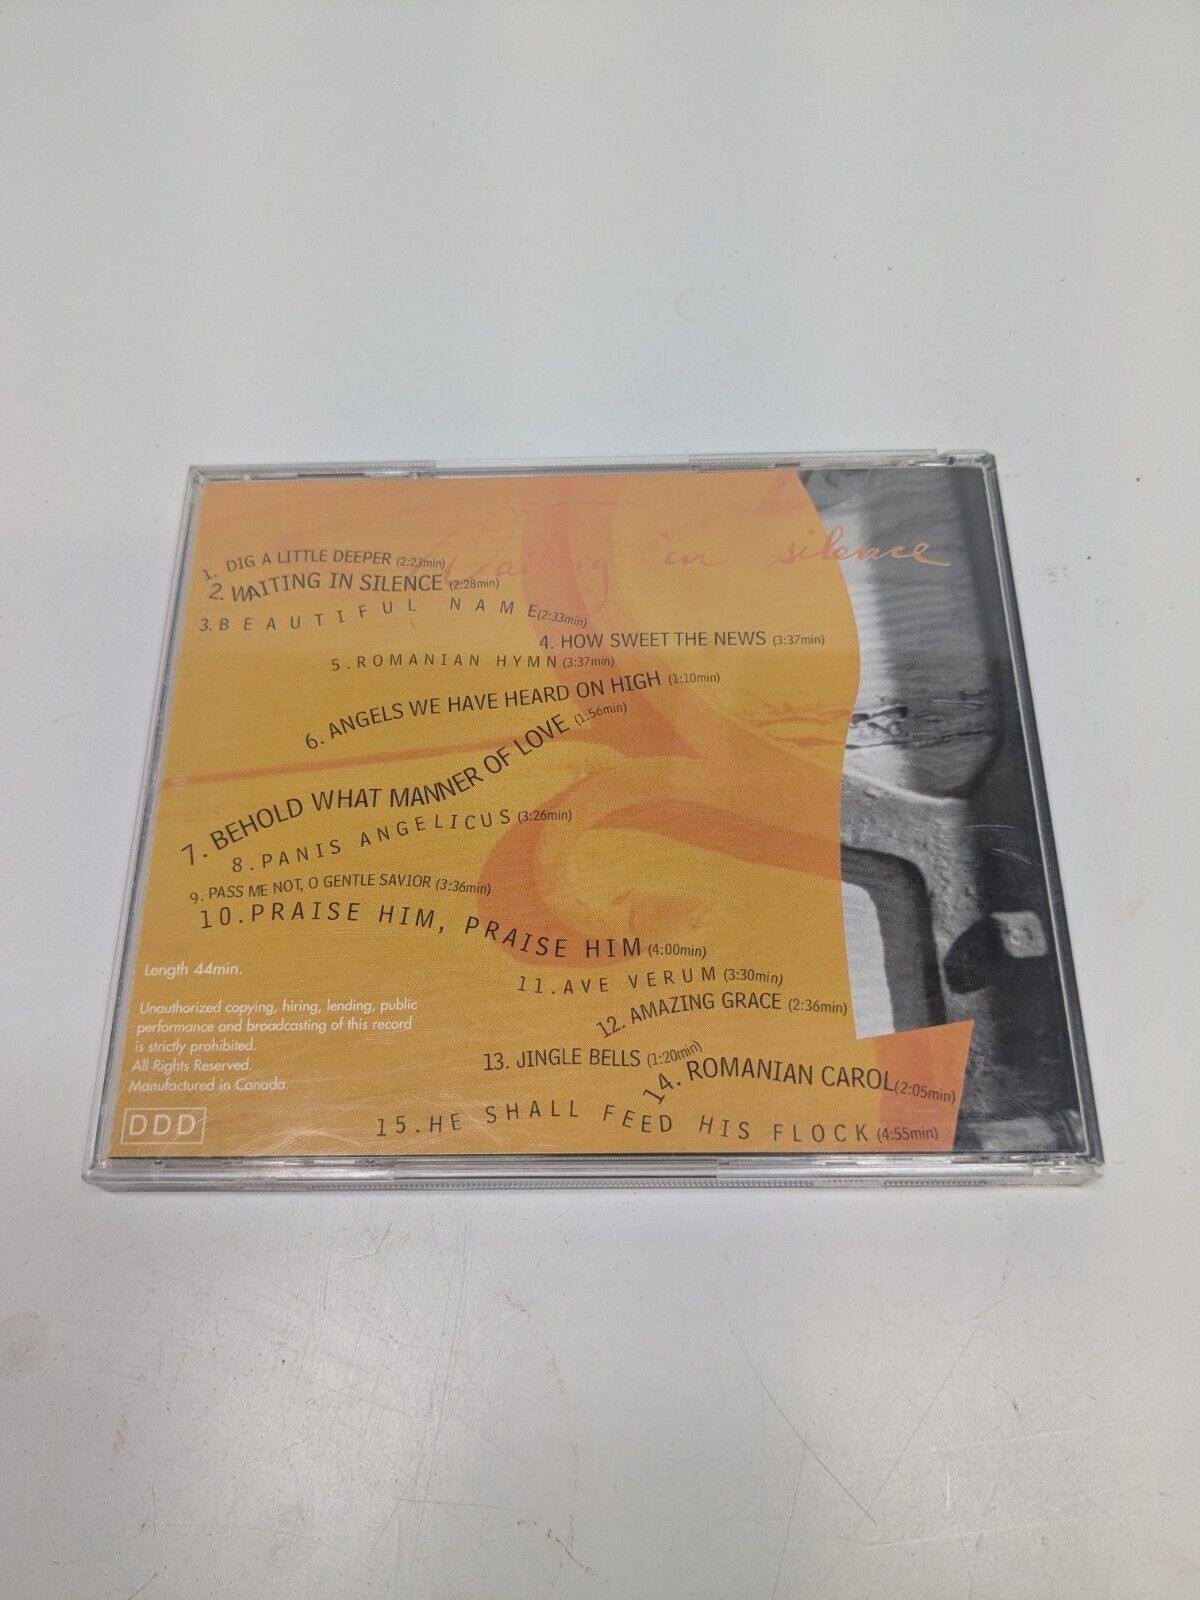 Waiting in silence
1. DIG A LITTLE DEEPER (2:23min)
2. WAITING IN SILENCE (2:28min)
3. BEAUTIFUL NAME (2:33min)
4. HOW SWEET THE NEWS (3:37min)
5. ROMANIAN HYMN (3:37min)
6. ANGELS WE HAVE HEARD ON HIGH (1:10min)
7. BEHOLD WHAT MANNER OF LOVE (1:56min)
8. PANIS ANGELICUS (3:26min)
9. PASS ME NOT, O GENTLE SAVIOR (3:36min)
10. PRAISE HIM, PRAISE HIM (4:00min)
11. AVE VERUM (3:30min)
12. AMAZING GRACE (2:36min)
13. JINGLE BELLS (1:20min)
14. ROMANIAN CAROL (2:05min)
15. HE SHALL FEED HIS FLOCK (4:55min)
Length 44min.
Unauthorized copying, hiring, lending, public
performance and broadcasting of this record
is strictly prohibited.
All Rights Reserved.
Manufactured in Canada.
DDD